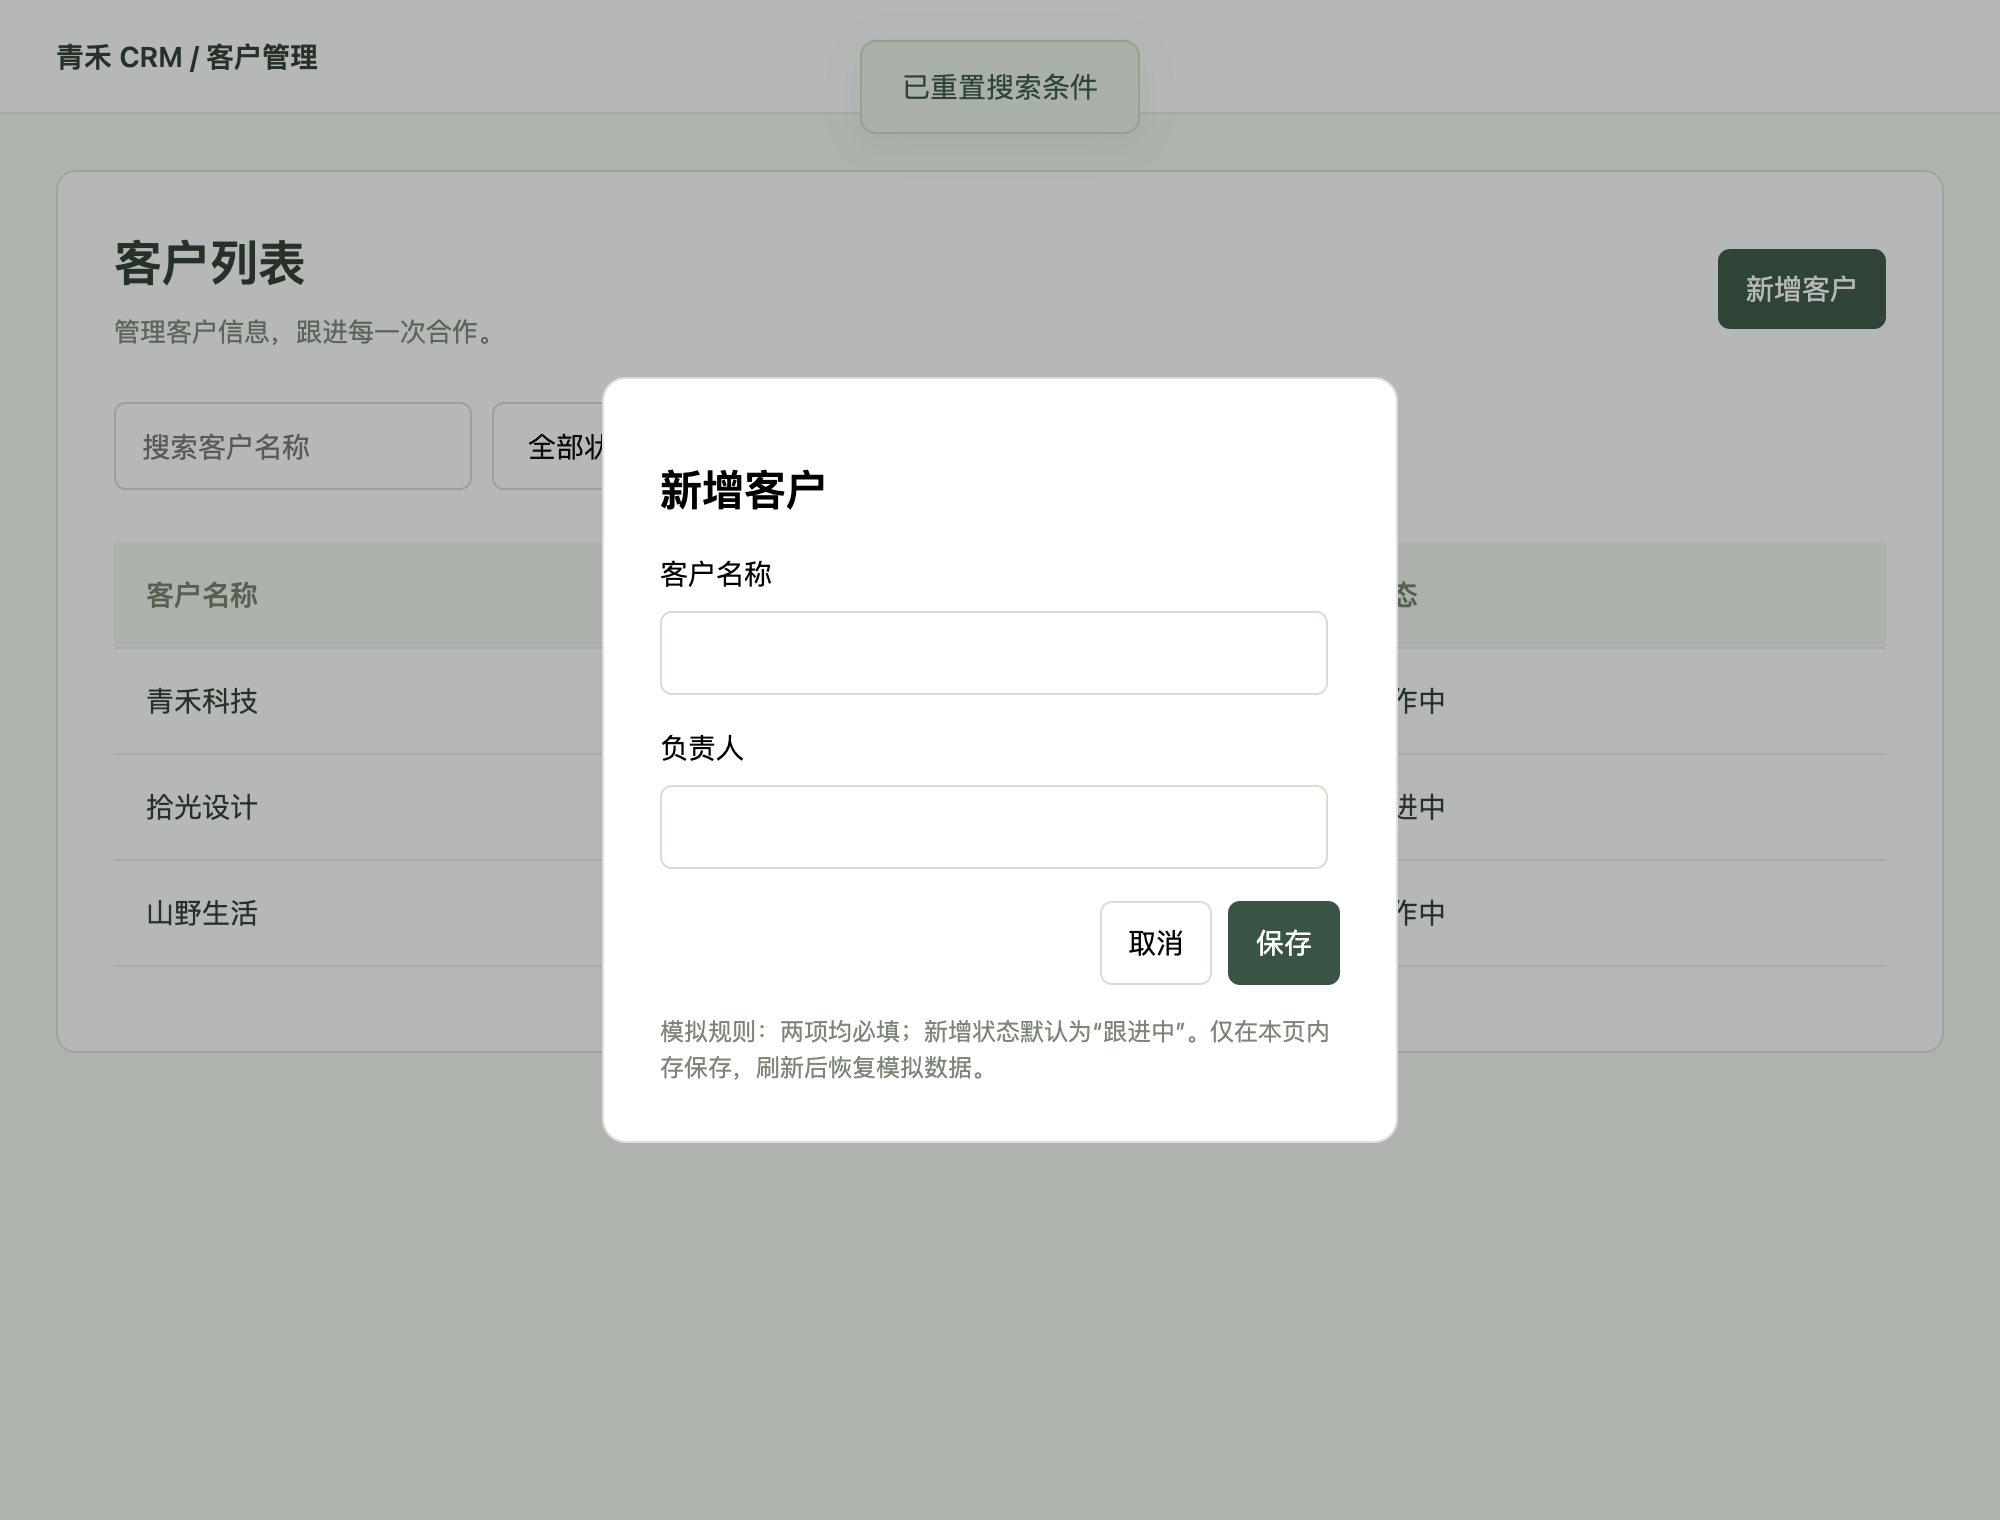 青禾 CRM / 客户管理
已重置搜索条件
客户列表
管理客户信息，跟进每一次合作。
新增客户
搜索客户名称
全部
新增客户
客户名称
负责人
取消
保存
模拟规则：两项均必填；新增状态默认为“跟进中”。仅在本页内
存保存，刷新后恢复模拟数据。
客户名称
态
青禾科技
作中
拾光设计
进中
山野生活
作中